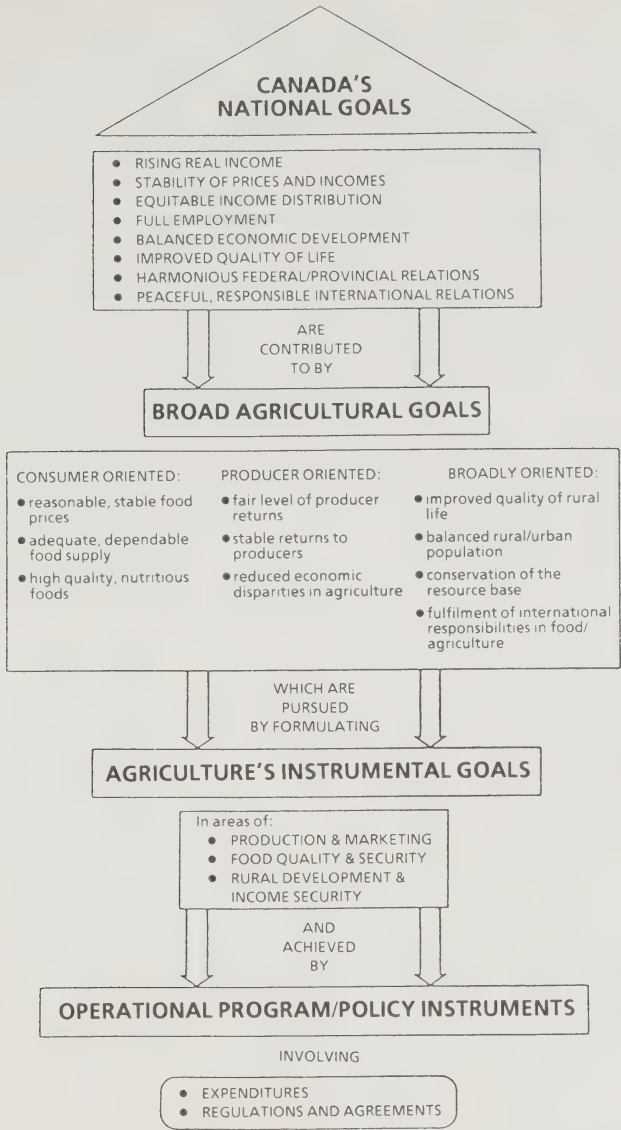 CANADA'S
NATIONAL GOALS
● RISING REAL INCOME
● STABILITY OF PRICES AND INCOMES
● EQUITABLE INCOME DISTRIBUTION
● FULL EMPLOYMENT
● BALANCED ECONOMIC DEVELOPMENT
● IMPROVED QUALITY OF LIFE
● HARMONIOUS FEDERAL/PROVINCIAL RELATIONS
● PEACEFUL, RESPONSIBLE INTERNATIONAL RELATIONS
ARE
CONTRIBUTED
TO BY
BROAD AGRICULTURAL GOALS
CONSUMER ORIENTED:
● reasonable, stable food
prices
● adequate, dependable
food supply
● high quality, nutritious
foods
PRODUCER ORIENTED:
● fair level of producer
returns
● stable returns to
producers
● reduced economic
disparities in agriculture
BROADLY ORIENTED:
● improved quality of rural
life
● balanced rural/urban
population
● conservation of the
resource base
● fulfilment of international
responsibilities in food/
agriculture
WHICH ARE
PURSUED
BY FORMULATING
AGRICULTURE'S INSTRUMENTAL GOALS
In areas of:
● PRODUCTION & MARKETING
● FOOD QUALITY & SECURITY
● RURAL DEVELOPMENT &
INCOME SECURITY
AND
ACHIEVED
BY
OPERATIONAL PROGRAM/POLICY INSTRUMENTS
INVOLVING
● EXPENDITURES
● REGULATIONS AND AGREEMENTS